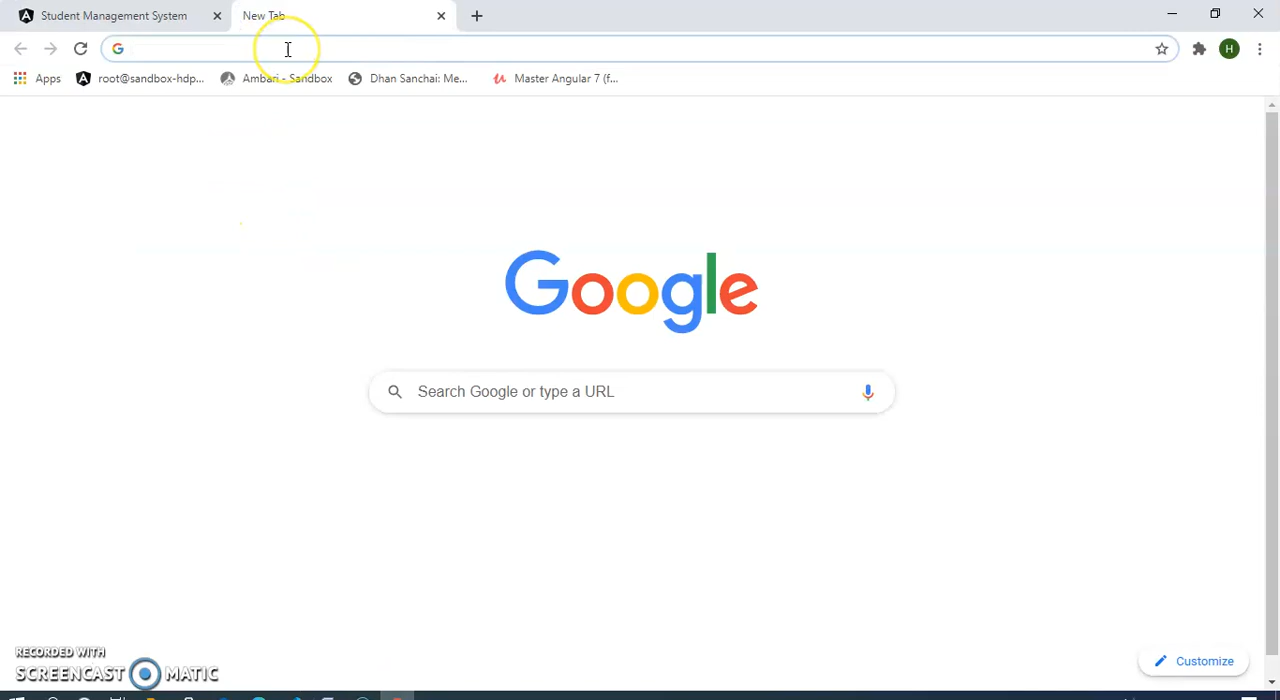 Student Management System
New Tab
Apps
root@sandbox-hdp...
Ambari - Sandbox
Dhan Sanchai: Me...
Master Angular 7 (f...
H
Google
Search Google or type a URL
Customize
RECORDED WITH
SCREENCAST MATIC